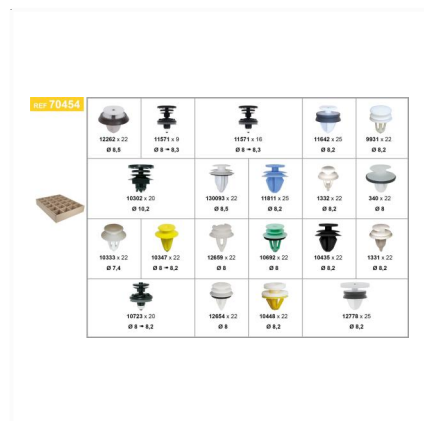 REF 70454
12262 x 22
Ø 8,5
11571 x 9
Ø 8 → 8,3
11571 x 16
Ø 8 → 8,3
11642 x 25
Ø 8,2
9931 x 22
Ø 8,2
10302 x 20
Ø 10,2
130093 x 22
Ø 8,5
11811 x 25
Ø 8,2
1332 x 22
Ø 8,2
340 x 22
Ø 8
10333 x 22
Ø 7,4
10347 x 22
Ø 8 → 8,2
12659 x 22
Ø 8
10692 x 22
Ø 8
10435 x 22
Ø 8,2
1331 x 22
Ø 8,2
10723 x 20
Ø 8 → 8,2
12654 x 22
Ø 8
10448 x 22
Ø 8,2
12778 x 25
Ø 8,2